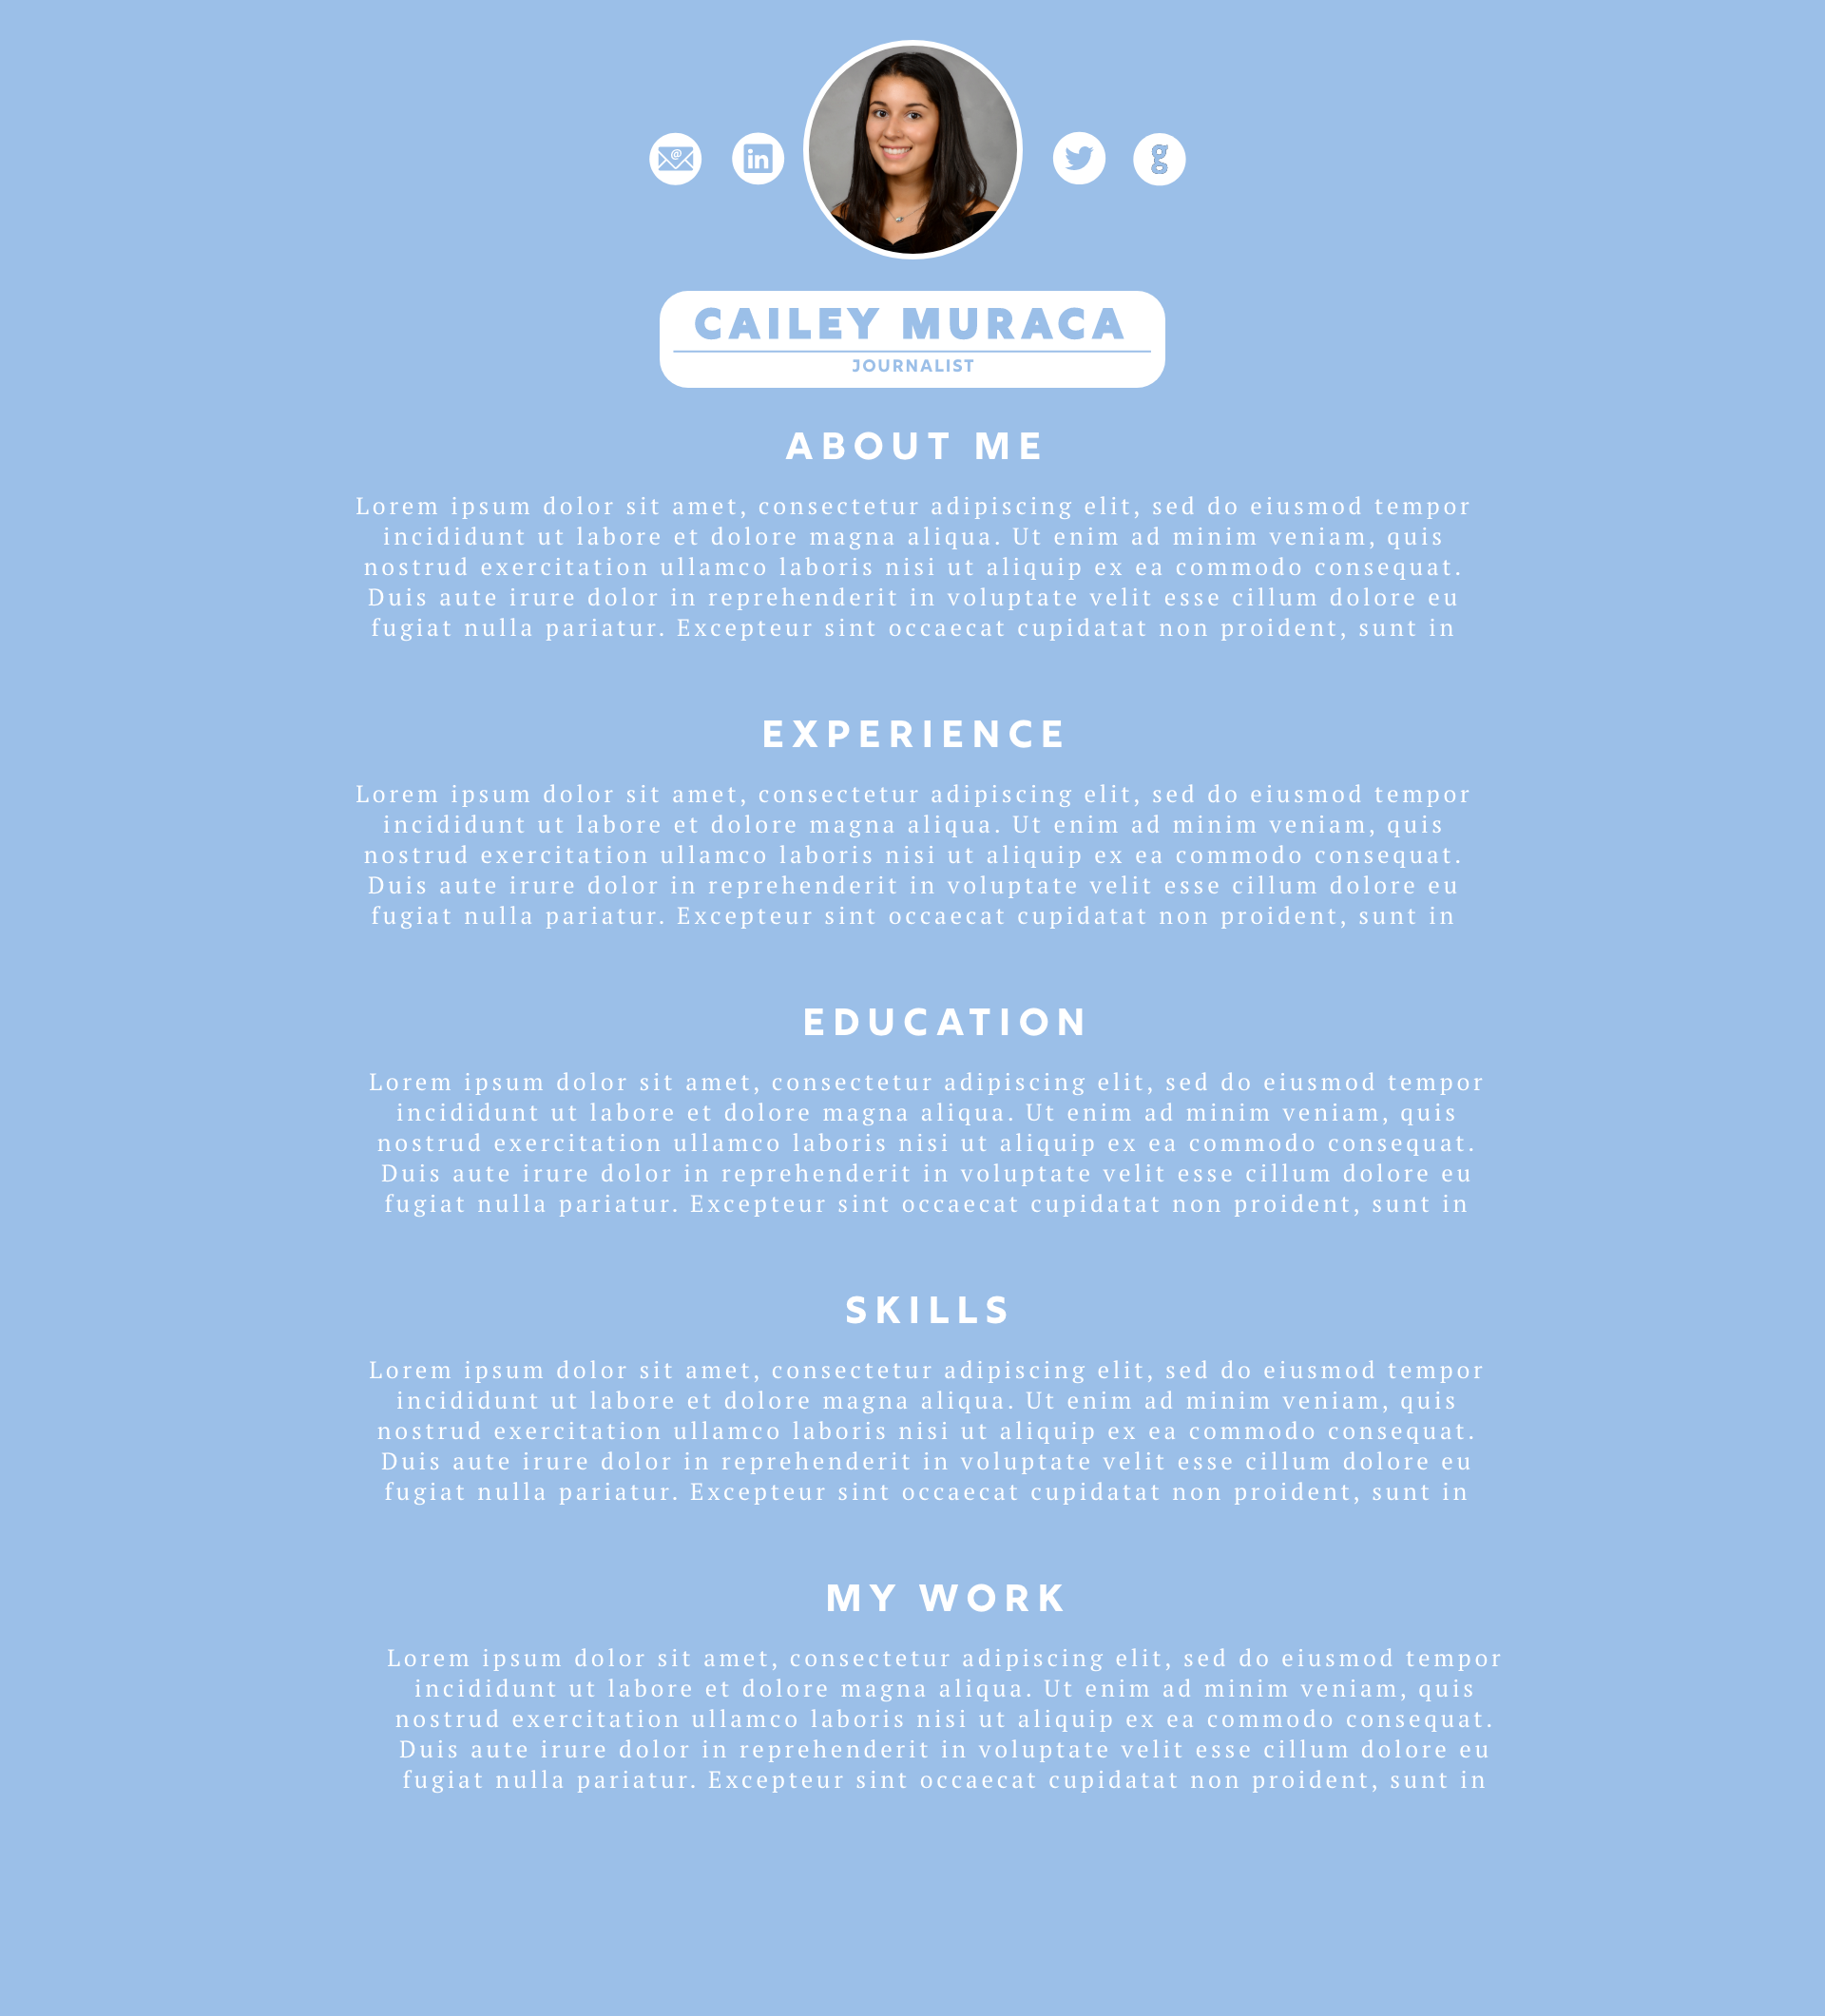 @
in
g
CAILEY MURACA
JOURNALIST
ABOUT ME
Lorem ipsum dolor sit amet, consectetur adipiscing elit, sed do eiusmod tempor
incididunt ut labore et dolore magna aliqua. Ut enim ad minim veniam, quis
nostrud exercitation ullamco laboris nisi ut aliquip ex ea commodo consequat.
Duis aute irure dolor in reprehenderit in voluptate velit esse cillum dolore eu
fugiat nulla pariatur. Excepteur sint occaecat cupidatat non proident, sunt in
EXPERIENCE
Lorem ipsum dolor sit amet, consectetur adipiscing elit, sed do eiusmod tempor
incididunt ut labore et dolore magna aliqua. Ut enim ad minim veniam, quis
nostrud exercitation ullamco laboris nisi ut aliquip ex ea commodo consequat.
Duis aute irure dolor in reprehenderit in voluptate velit esse cillum dolore eu
fugiat nulla pariatur. Excepteur sint occaecat cupidatat non proident, sunt in
EDUCATION
Lorem ipsum dolor sit amet, consectetur adipiscing elit, sed do eiusmod tempor
incididunt ut labore et dolore magna aliqua. Ut enim ad minim veniam, quis
nostrud exercitation ullamco laboris nisi ut aliquip ex ea commodo consequat.
Duis aute irure dolor in reprehenderit in voluptate velit esse cillum dolore eu
fugiat nulla pariatur. Excepteur sint occaecat cupidatat non proident, sunt in
SKILLS
Lorem ipsum dolor sit amet, consectetur adipiscing elit, sed do eiusmod tempor
incididunt ut labore et dolore magna aliqua. Ut enim ad minim veniam, quis
nostrud exercitation ullamco laboris nisi ut aliquip ex ea commodo consequat.
Duis aute irure dolor in reprehenderit in voluptate velit esse cillum dolore eu
fugiat nulla pariatur. Excepteur sint occaecat cupidatat non proident, sunt in
MY WORK
Lorem ipsum dolor sit amet, consectetur adipiscing elit, sed do eiusmod tempor
incididunt ut labore et dolore magna aliqua. Ut enim ad minim veniam, quis
nostrud exercitation ullamco laboris nisi ut aliquip ex ea commodo consequat.
Duis aute irure dolor in reprehenderit in voluptate velit esse cillum dolore eu
fugiat nulla pariatur. Excepteur sint occaecat cupidatat non proident, sunt in